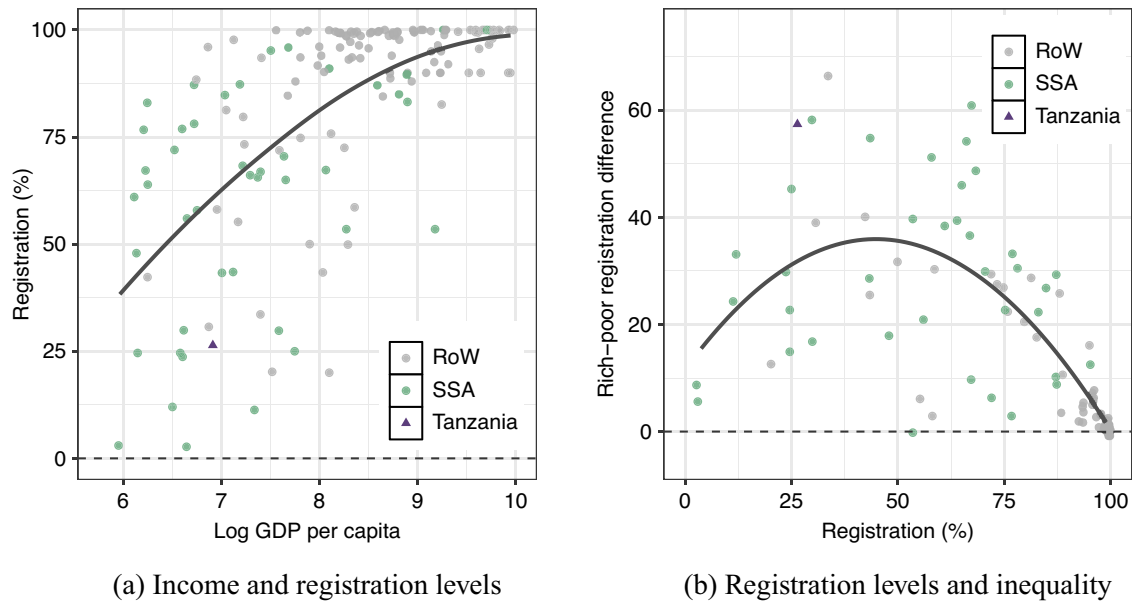 100
75
50
25
0
Registration (%)
6 7 8 9 10
Log GDP per capita
RoW
SSA
Tanzania
(a) Income and registration levels
60
40
20
0
Rich−poor registration difference
0 25 50 75 100
Registration (%)
RoW
SSA
Tanzania
(b) Registration levels and inequality